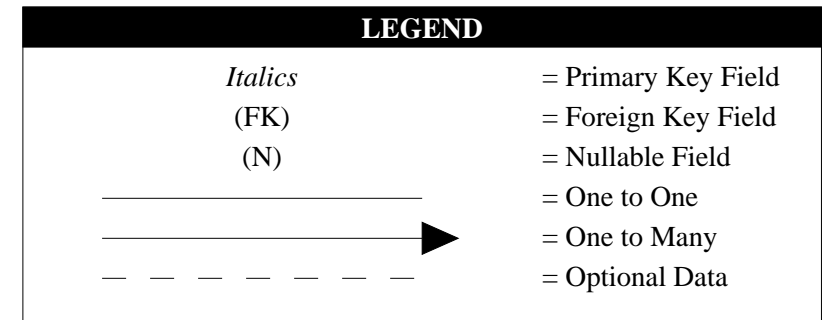 LEGEND
Italics = Primary Key Field
(FK) = Foreign Key Field
(N) = Nullable Field
= One to One
= One to Many
= Optional Data